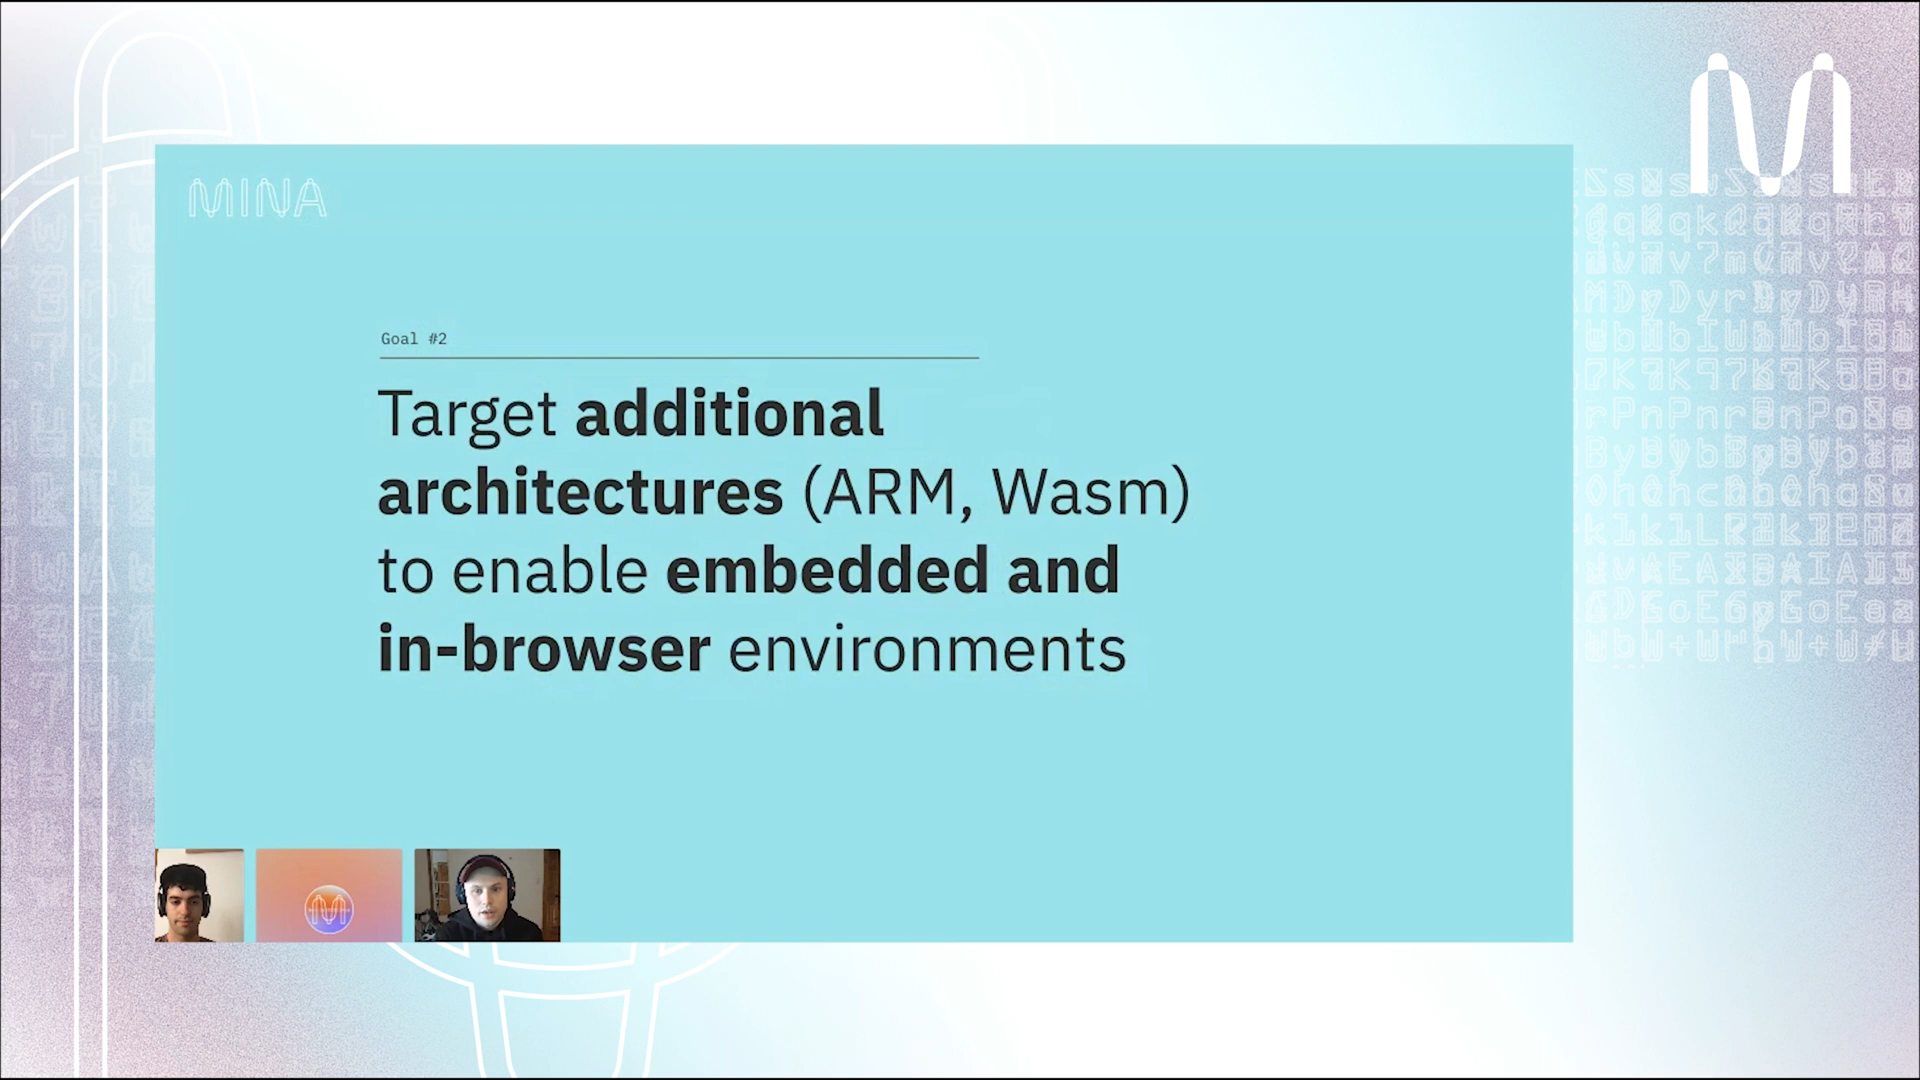 MINA
Goal #2
Target additional
architectures (ARM, Wasm)
to enable embedded and
in-browser environments